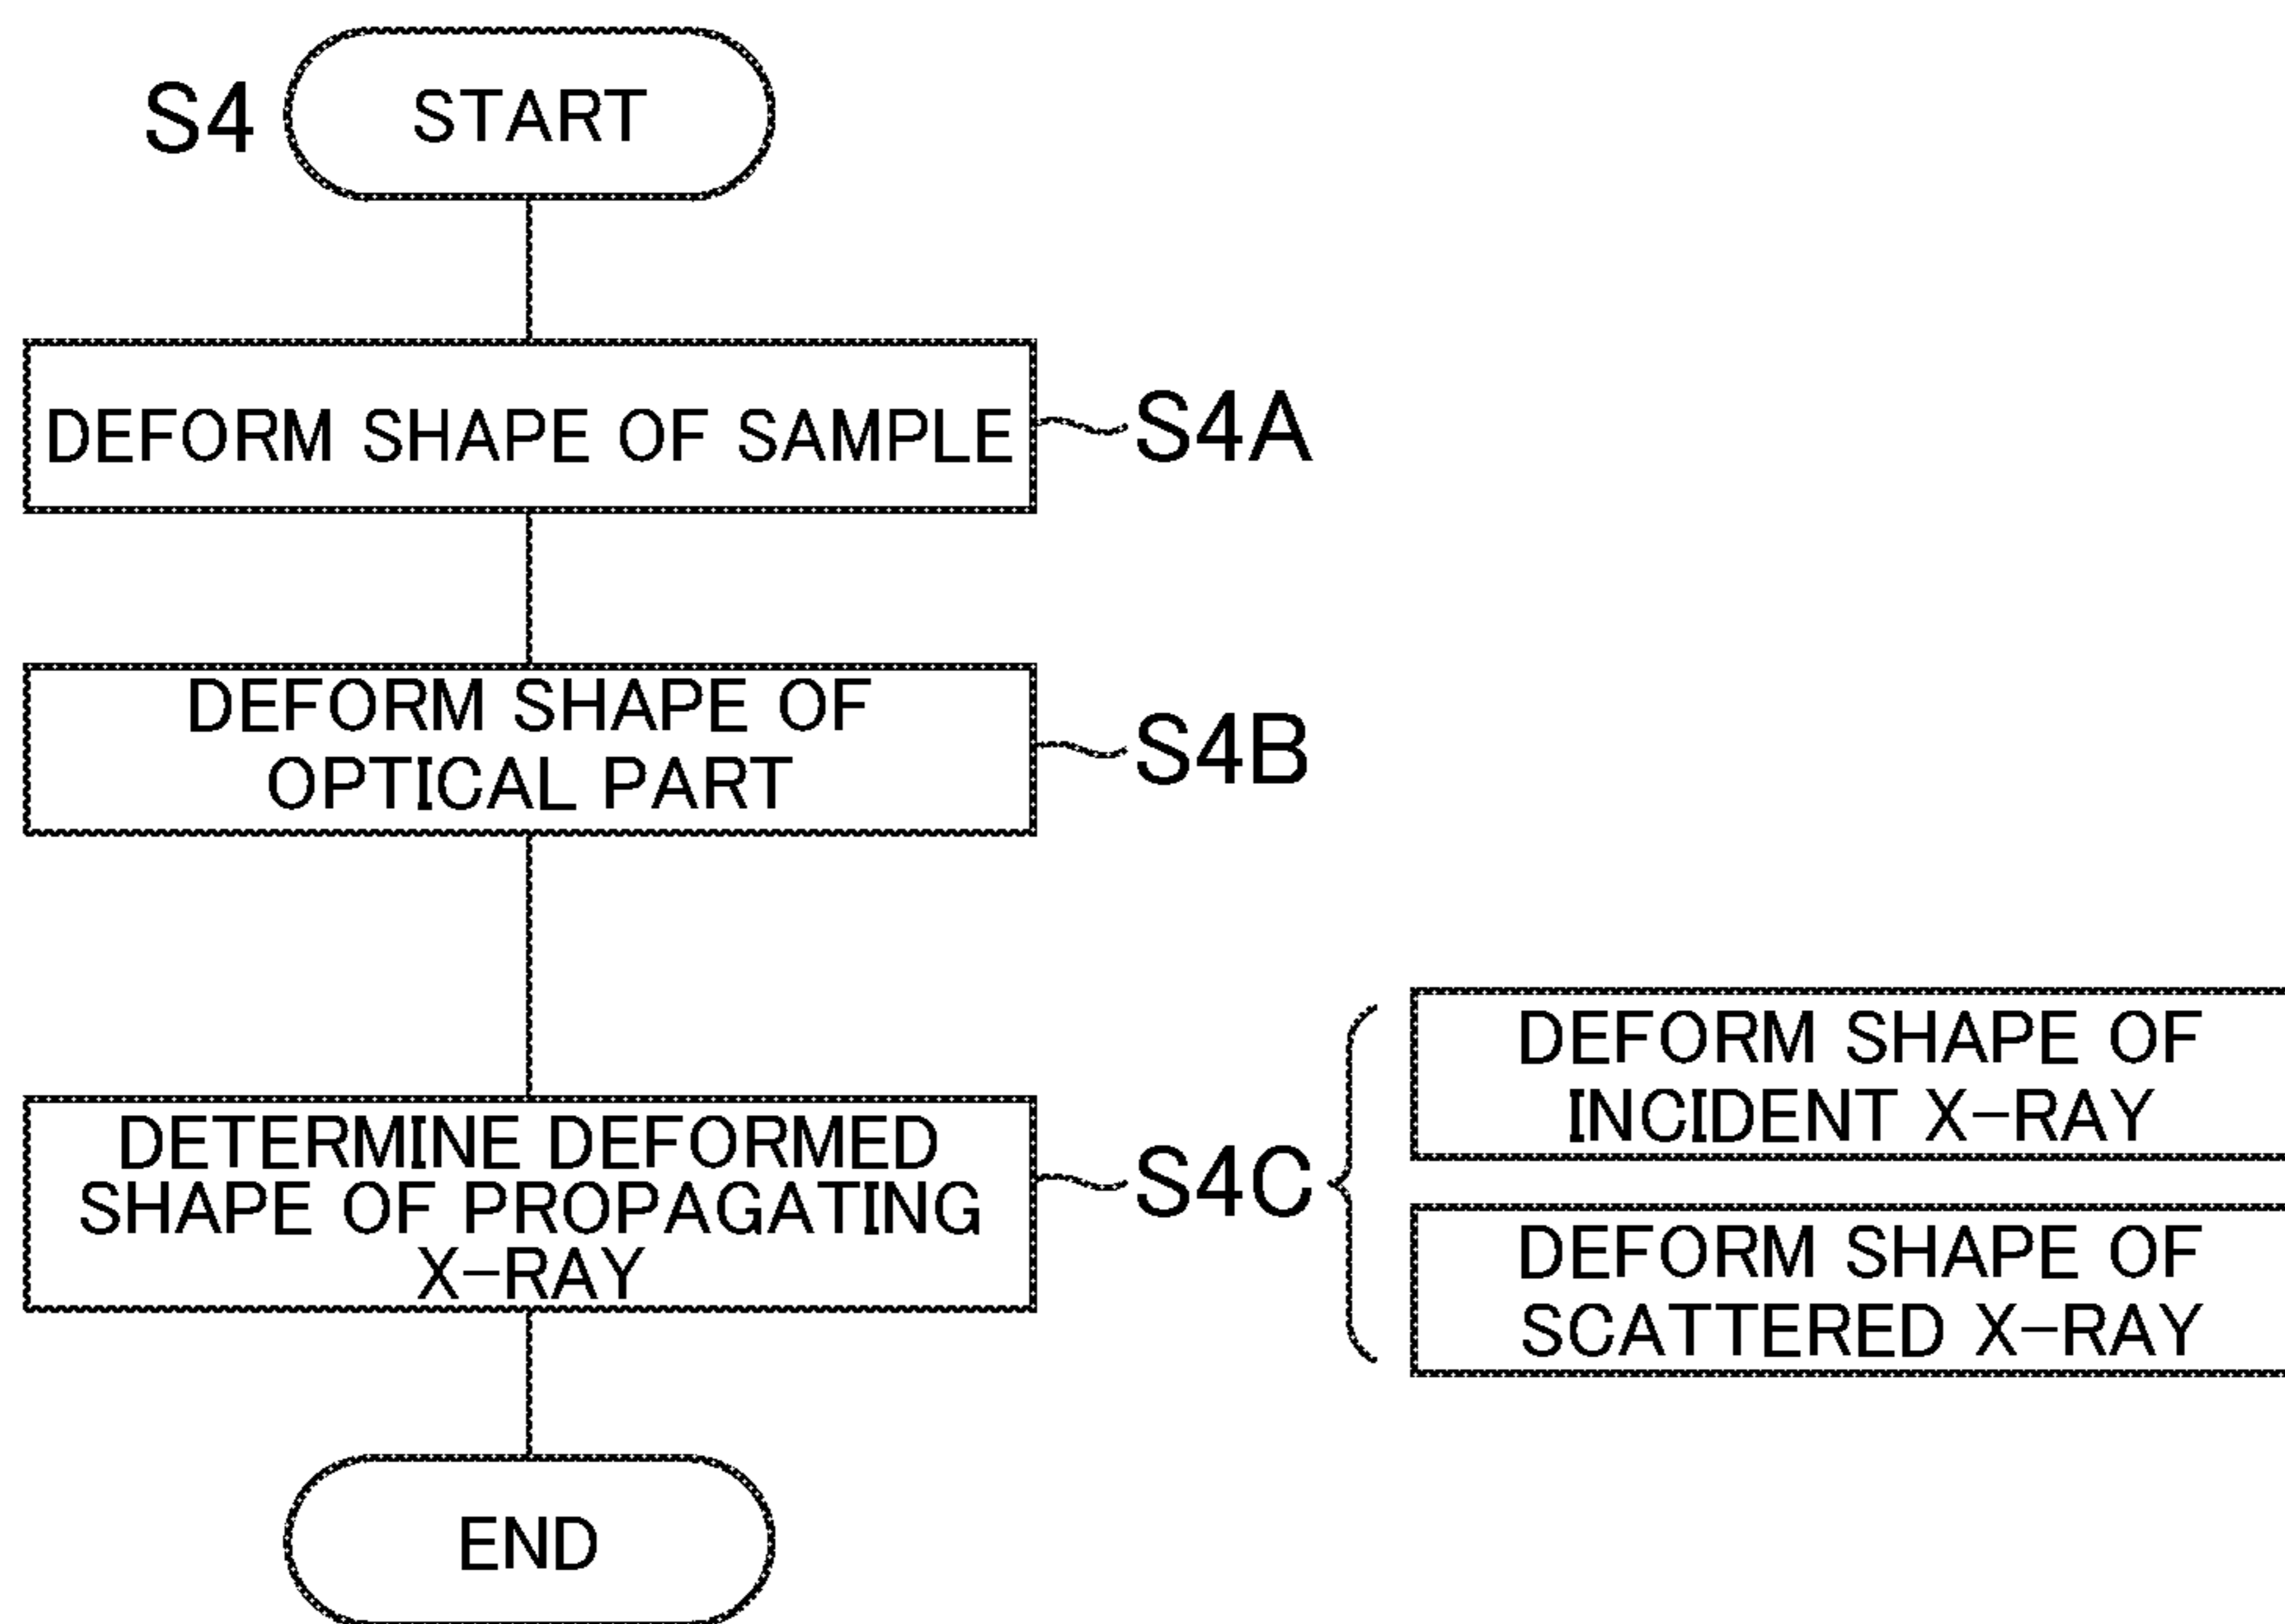 S4 START
DEFORM SHAPE OF SAMPLE
S4A
DEFORM SHAPE OF
OPTICAL PART
S4B
DETERMINE DEFORMED
SHAPE OF PROPAGATING
X-RAY
S4C
DEFORM SHAPE OF
INCIDENT X-RAY
DEFORM SHAPE OF
SCATTERED X-RAY
END